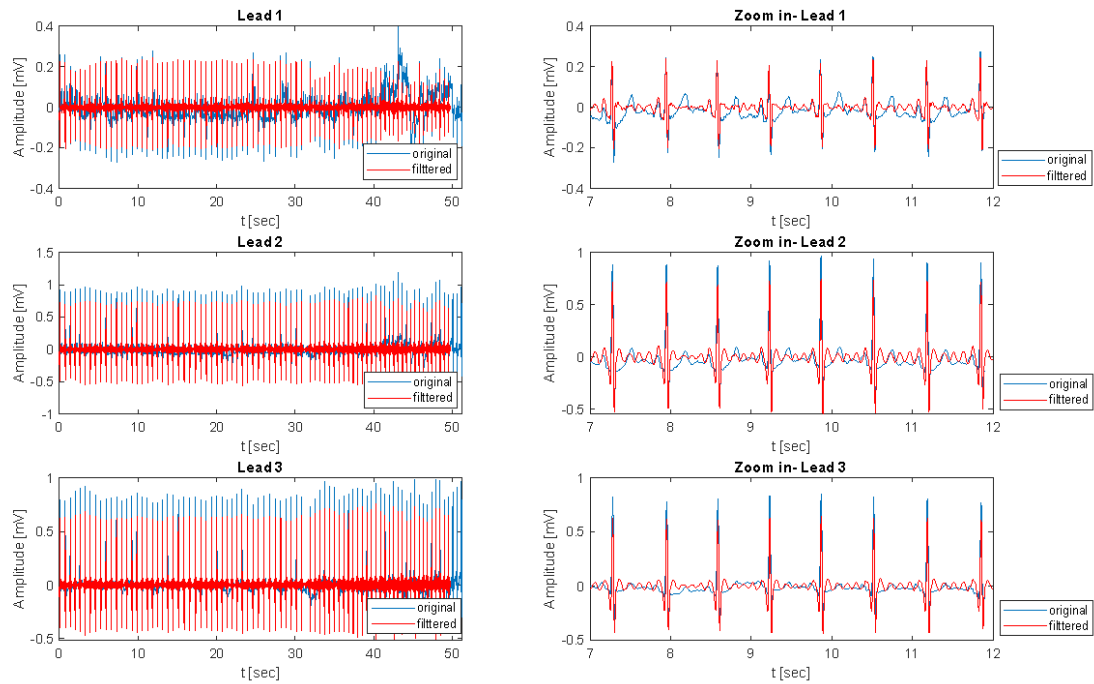 Lead 1
Amplitude [mV]
0.4
0.2
0
-0.2
-0.4
original
filttered
0 10 20 30 40 50
t [sec]
Zoom in- Lead 1
Amplitude [mV]
0.4
0.2
0
-0.2
-0.4
original
filttered
7 8 9 10 11 12
t [sec]
Lead 2
Amplitude [mV]
1.5
1
0.5
0
-0.5
-1
original
filttered
0 10 20 30 40 50
t [sec]
Zoom in- Lead 2
Amplitude [mV]
1
0.5
0
-0.5
original
filttered
7 8 9 10 11 12
t [sec]
Lead 3
Amplitude [mV]
1
0.5
0
-0.5
original
filttered
0 10 20 30 40 50
t [sec]
Zoom in- Lead 3
Amplitude [mV]
1
0.5
0
-0.5
original
filttered
7 8 9 10 11 12
t [sec]